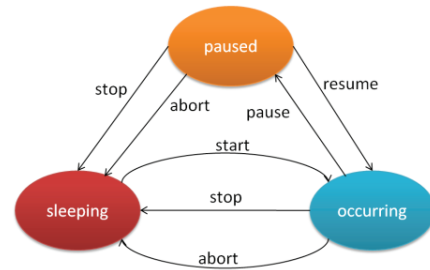 paused
stop
resume
abort
pause
start
sleeping
stop
occurring
abort